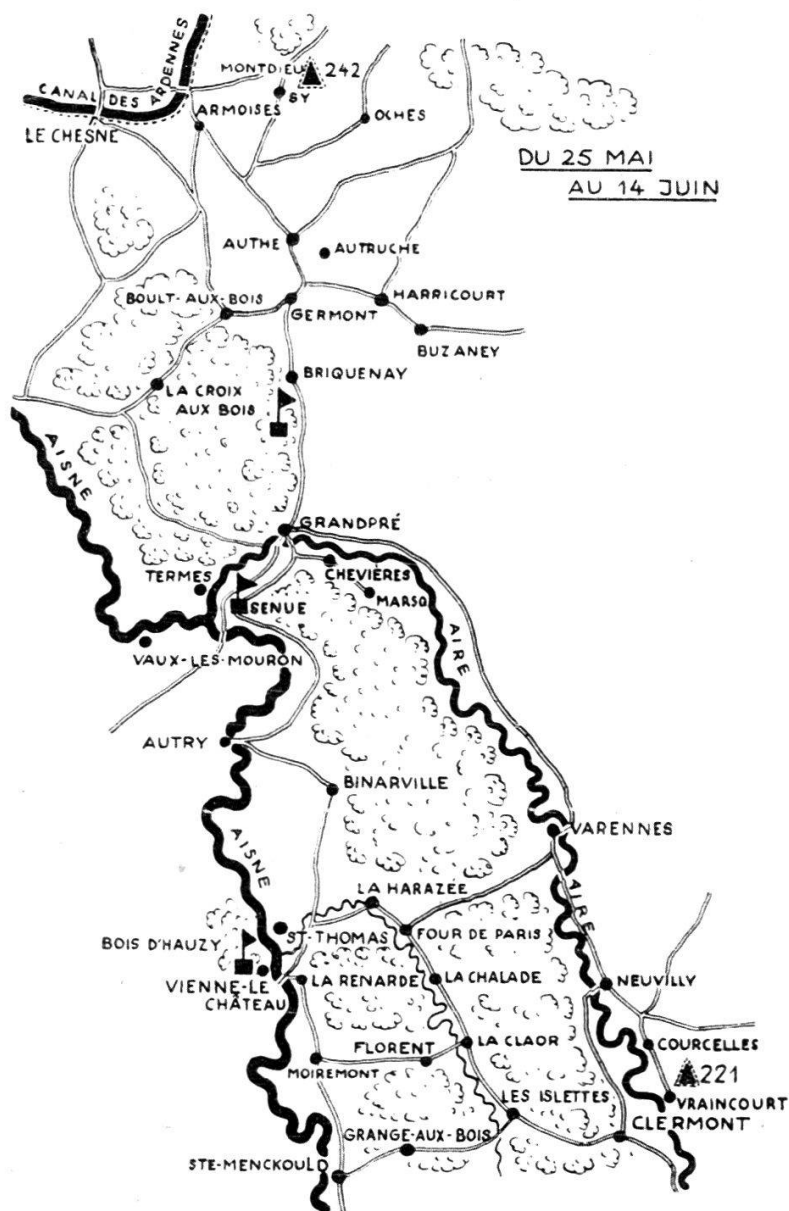 CANAL DES ARDENNES
MONTDIEU
242
SY
LE CHESNE
ARMOISES
OCHES
DU 25 MAI
AU 14 JUIN
AUTHE
AUTRUCHE
BOULT-AUX-BOIS
GERMONT
HARRICOURT
BUZANEY
LA CROIX
AUX BOIS
BRIQUENAY
AISNE
GRANDPRÉ
TERMES
CHEVIÈRES
SENUE
MARSQ
VAUX-LES-MOURON
AIRE
AUTRY
BINARVILLE
AISNE
VARENNES
LA HARAZÉE
AIRE
BOIS D'HAUZY
ST-THOMAS
FOUR DE PARIS
VIENNE-LE
CHÂTEAU
LA RENARDE
LA CHALADE
NEUVILLY
FLORENT
LA CLAOR
COURCELLES
MOIREMONT
221
LES ISLETTES
VRAINCOURT
GRANGE-AUX-BOIS
CLERMONT
STE-MENCKOULD